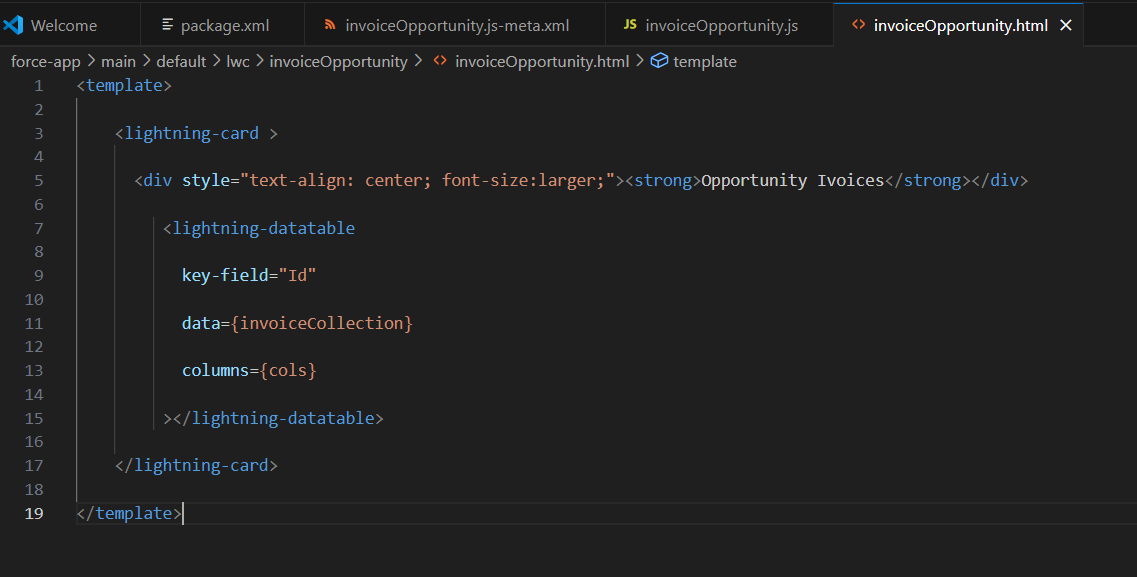 Welcome package.xml invoiceOpportunity.js-meta.xml JS invoiceOpportunity.js <> invoiceOpportunity.html ×
force-app > main > default > lwc > invoiceOpportunity > <> invoiceOpportunity.html > template
1 <template>
2
3 <lightning-card >
4
5 <div style="text-align: center; font-size:larger;"><strong>Opportunity Ivoices</strong></div>
6
7 <lightning-datatable
8
9 key-field="Id"
10
11 data={invoiceCollection}
12
13 columns={cols}
14
15 ></lightning-datatable>
16
17 </lightning-card>
18
19 </template>